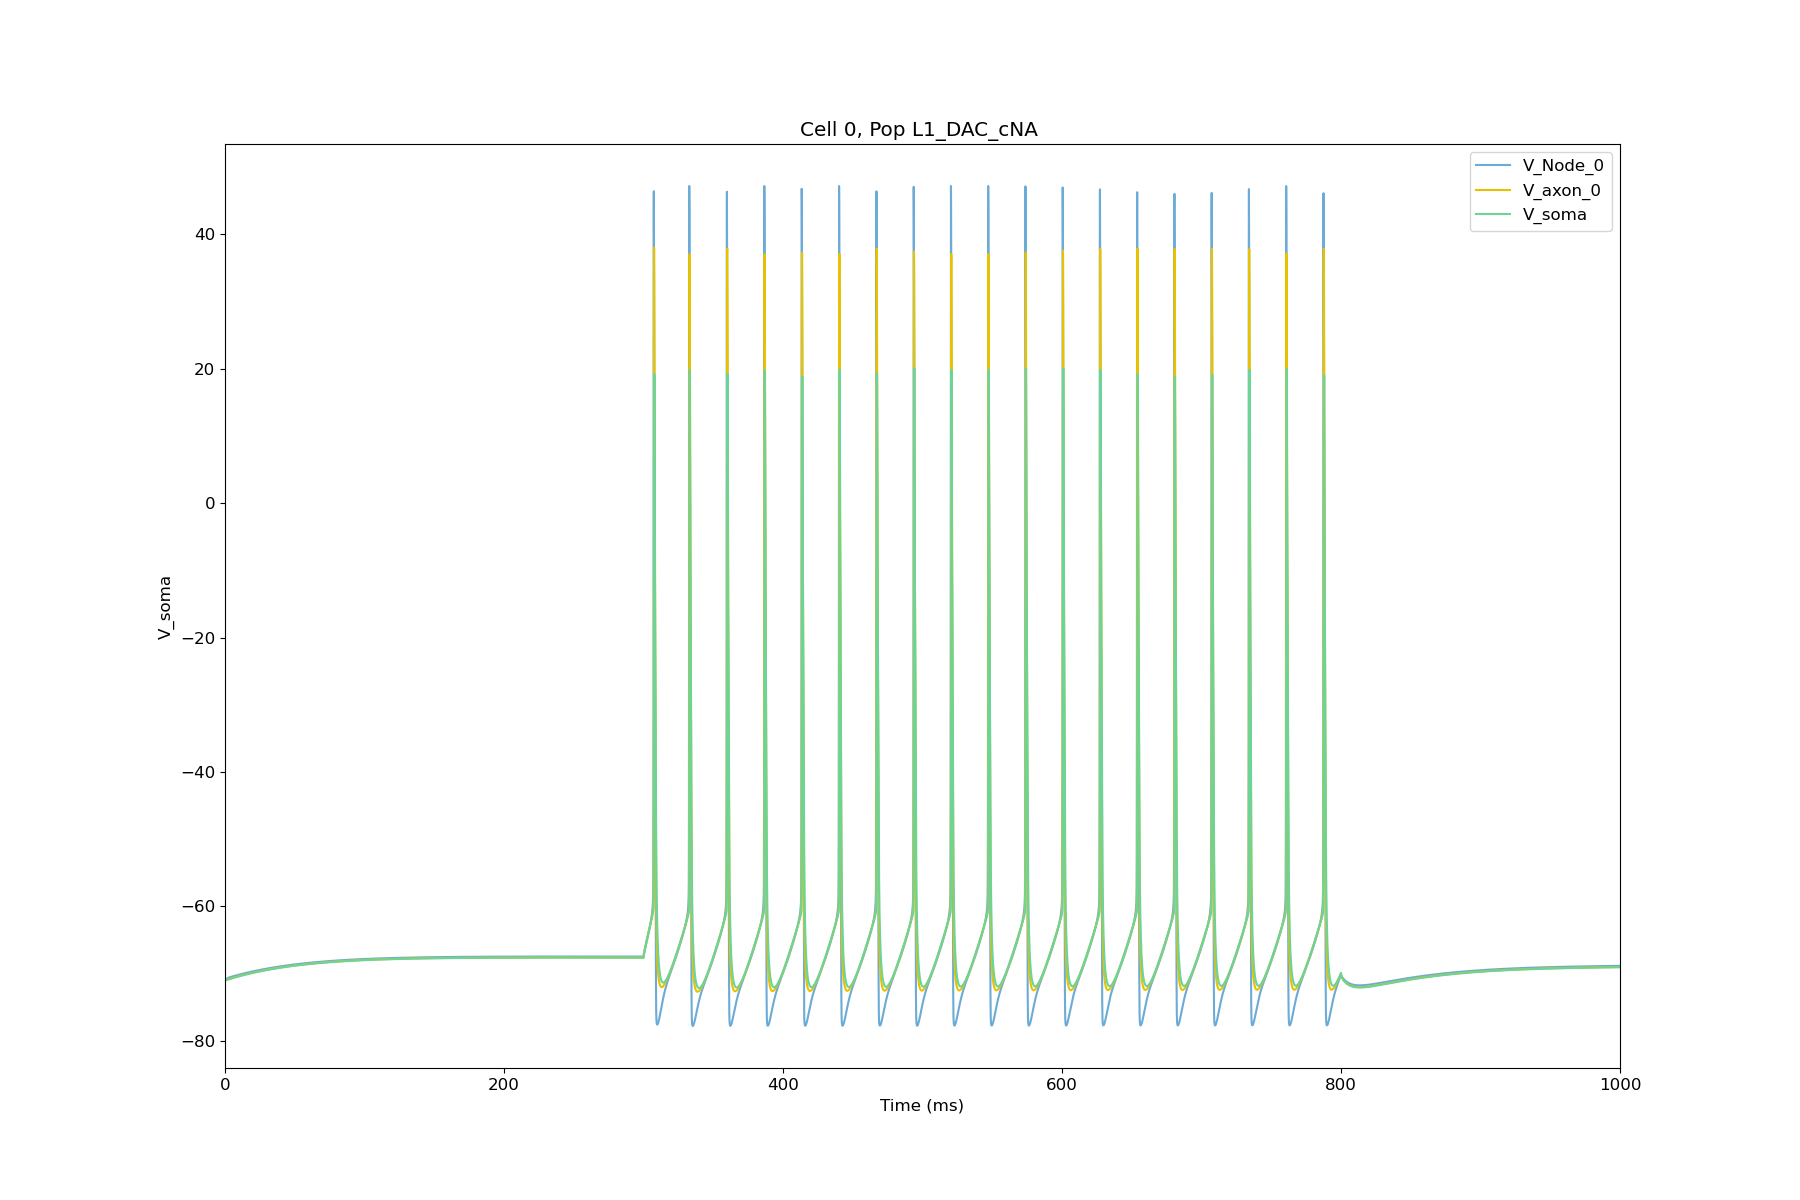 Cell 0, Pop L1_DAC_cNA
V_Node_0
V_axon_0
V_soma
40
20
0
−20
−40
−60
−80
V_soma
0 200 400 600 800 1000
Time (ms)